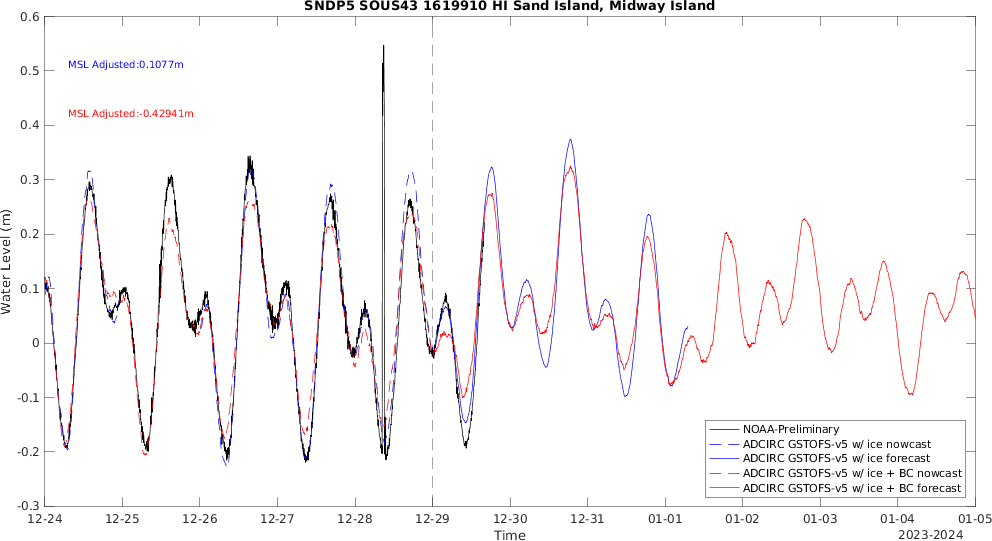 SNDP5 SOUS43 1619910 HI Sand Island, Midway Island
MSL Adjusted:0.1077m
MSL Adjusted:-0.42941m
Water Level (m)
0.6
0.5
0.4
0.3
0.2
0.1
0
-0.1
-0.2
-0.3
NOAA-Preliminary
ADCIRC GSTOFS-v5 w/ ice nowcast
ADCIRC GSTOFS-v5 w/ ice forecast
ADCIRC GSTOFS-v5 w/ ice + BC nowcast
ADCIRC GSTOFS-v5 w/ ice + BC forecast
12-24 12-25 12-26 12-27 12-28 12-29 12-30 12-31 01-01 01-02 01-03 01-04 01-05
Time
2023-2024